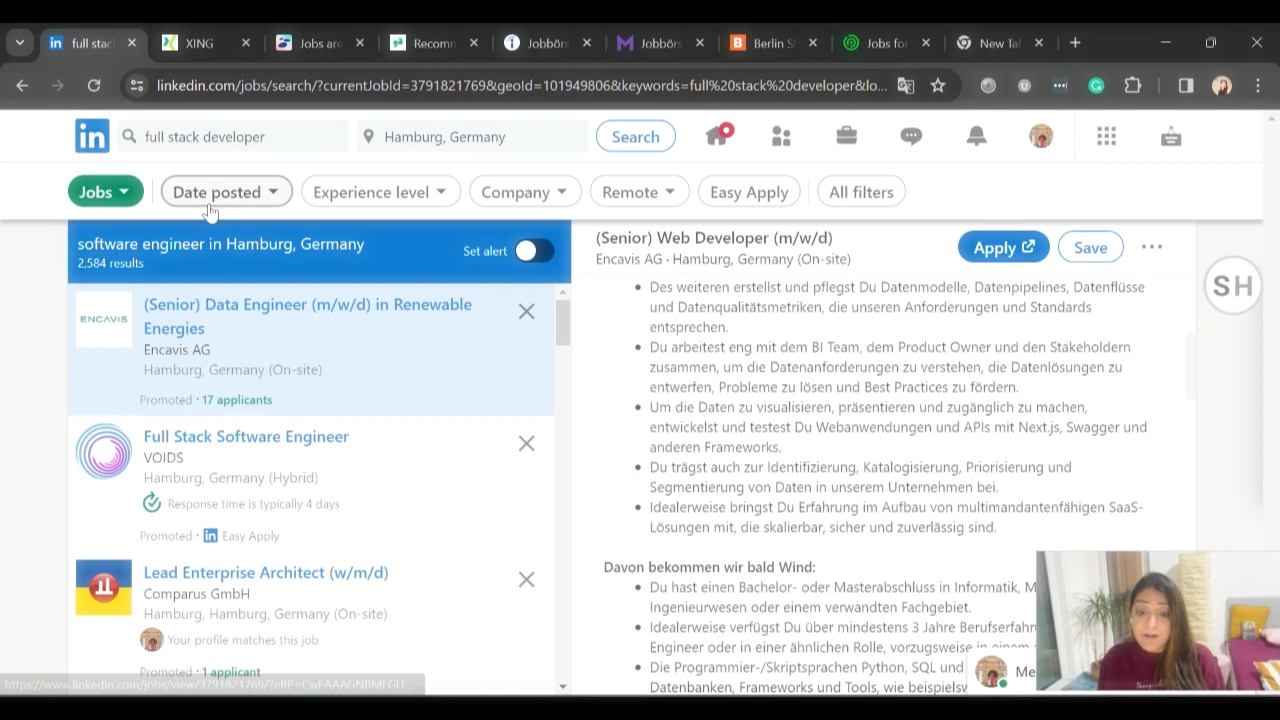 full stac
XING
Jobs are
Recomm
Jobbörs
Jobbörs
Berlin S
Jobs for
New Tal
linkedin.com/jobs/search/?currentJobId=3791821769&geoId=101949806&keywords=full%20stack%20developer&lo...
full stack developer
Hamburg, Germany
Search
Jobs
Date posted
Experience level
Company
Remote
Easy Apply
All filters
software engineer in Hamburg, Germany
2,584 results
Set alert
ENCAVIS
(Senior) Data Engineer (m/w/d) in Renewable
Energies
Encavis AG
Hamburg, Germany (On-site)
Promoted · 17 applicants
Full Stack Software Engineer
VOIDS
Hamburg, Germany (Hybrid)
Response time is typically 4 days
Promoted · Easy Apply
Lead Enterprise Architect (w/m/d)
Comparus GmbH
Hamburg, Hamburg, Germany (On-site)
Your profile matches this job
Promoted · 1 applicant
(Senior) Web Developer (m/w/d)
Encavis AG · Hamburg, Germany (On-site)
Apply
Save
Des weiteren erstellst und pflegst Du Datenmodelle, Datenpipelines, Datenflüsse
und Datenqualitätsmetriken, die unseren Anforderungen und Standards
entsprechen.
Du arbeitest eng mit dem BI Team, dem Product Owner und den Stakeholdern
zusammen, um die Datenanforderungen zu verstehen, die Datenlösungen zu
entwerfen, Probleme zu lösen und Best Practices zu fördern.
Um die Daten zu visualisieren, präsentieren und zugänglich zu machen,
entwickelst und testest Du Webanwendungen und APIs mit Next.js, Swagger und
anderen Frameworks.
Du trägst auch zur Identifizierung, Katalogisierung, Priorisierung und
Segmentierung von Daten in unserem Unternehmen bei.
Idealerweise bringst Du Erfahrung im Aufbau von multimandantenfähigen SaaS-
Lösungen mit, die skalierbar, sicher und zuverlässig sind.
Davon bekommen wir bald Wind:
Du hast einen Bachelor- oder Masterabschluss in Informatik, M
Ingenieurwesen oder einem verwandten Fachgebiet.
Idealerweise verfügst Du über mindestens 3 Jahre Berufserfahru
Engineer oder in einer ähnlichen Rolle, vorzugsweise in einem
Die Programmier-/Skriptsprachen Python, SQL und
Datenbanken, Frameworks und Tools, wie beispielsw
SH
Me